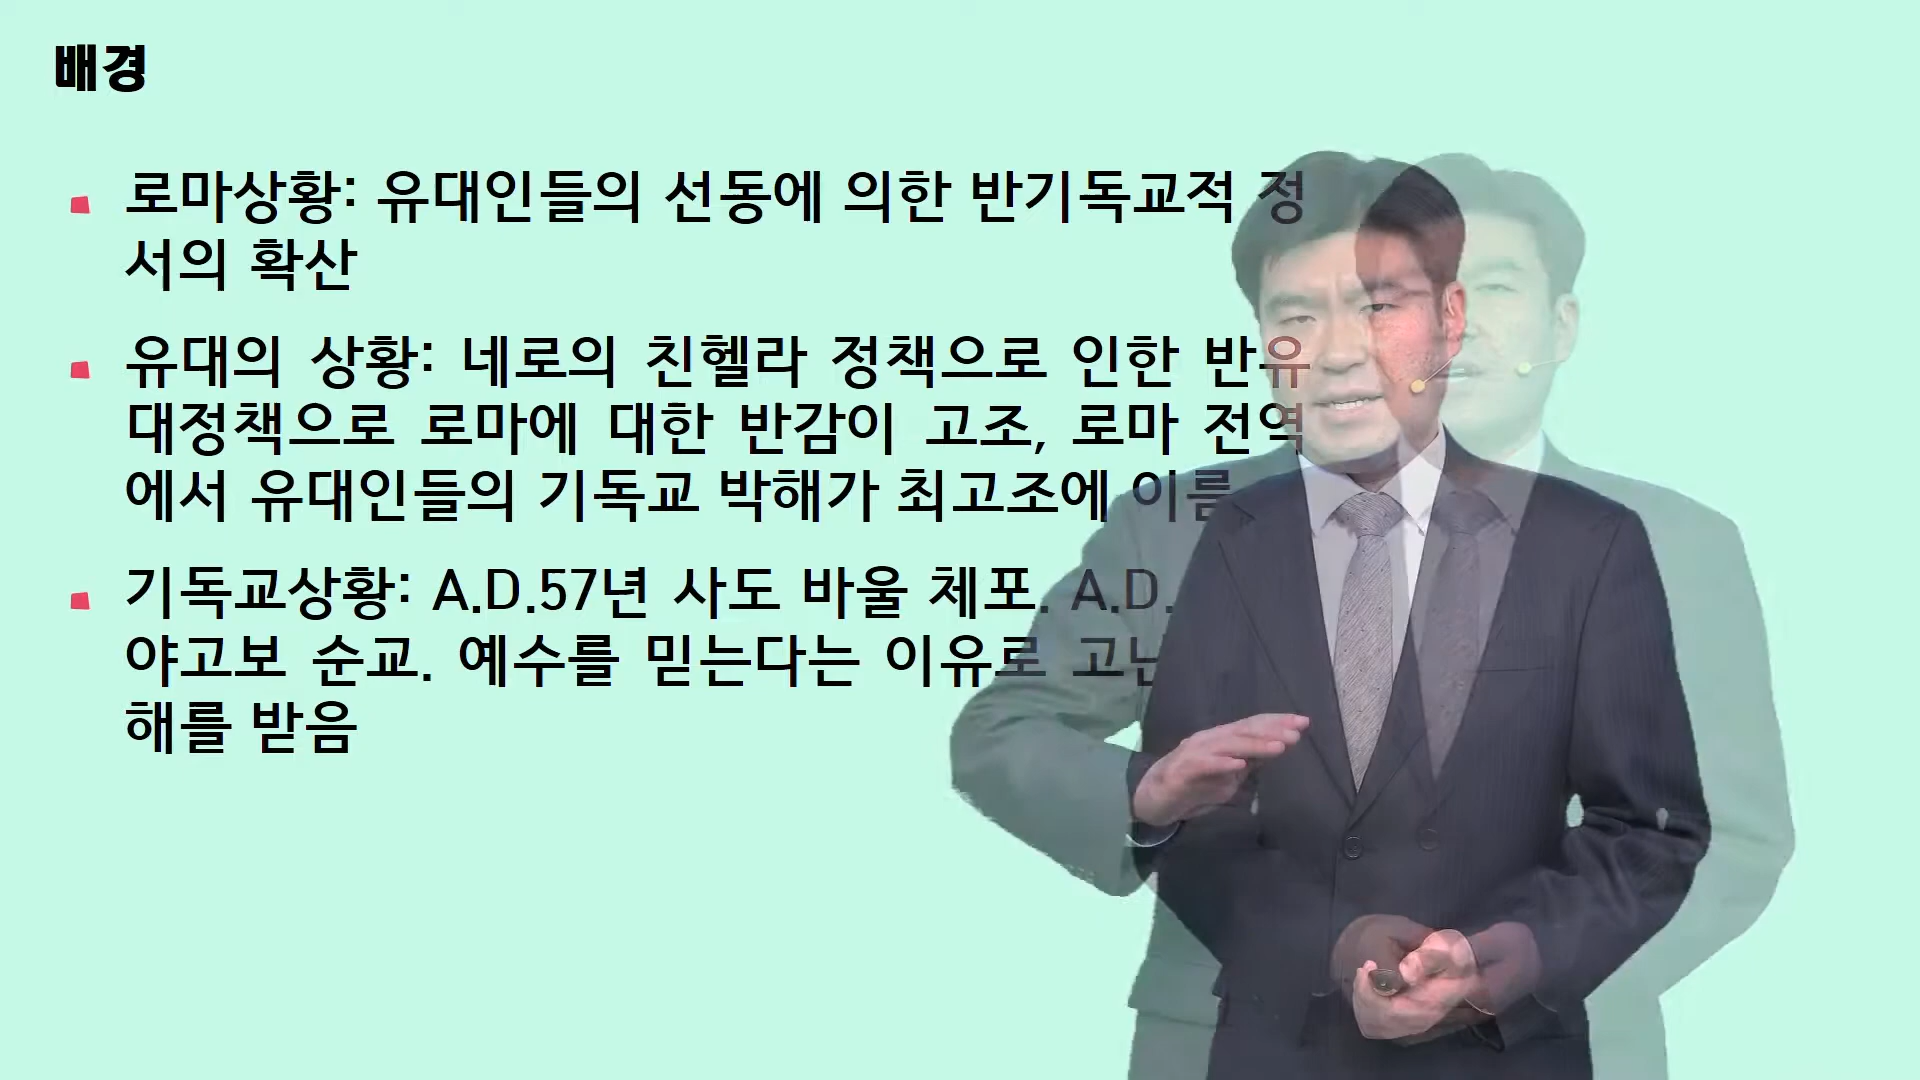 배경
로마상황: 유대인들의 선동에 의한 반기독교적 정
서의 확산
유대의 상황: 네로의 친헬라 정책으로 인한 반유
대정책으로 로마에 대한 반감이 고조, 로마 전역
에서 유대인들의 기독교 박해가 최고조에 이름
기독교상황: A.D.57년 사도 바울 체포. A.D.
야고보 순교. 예수를 믿는다는 이유로
해를 받음